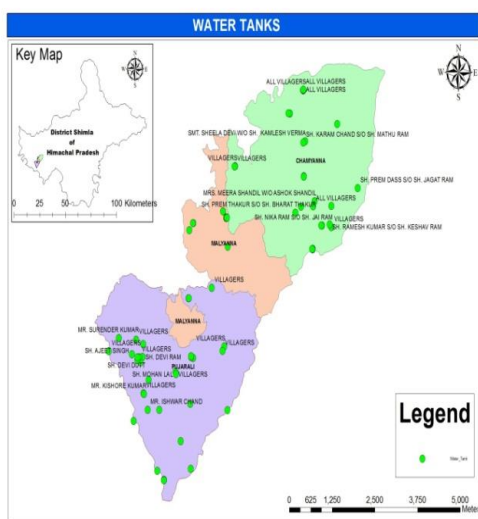 WATER TANKS
Key Map
N
W
E
S
District Shimla
of
Himachal Pradesh
0 25 50 100 Kilometers
N
W
E
S
ALL VILLAGERS
ALL VILLAGERS
ALL VILLAGERS
SMT. SHEELA DEVI W/O SH. KAMLESH VERMA
SH. KARAM CHAND S/O SH. MATHU RAM
VILLAGERS
VILLAGERS
CHAMYANNA
SH. PREM DASS S/O SH. JAGAT RAM
MRS. MEERA SHANDIL W/O ASHOK SHANDIL
ALL VILLAGERS
SH. PREM THAKUR S/O SH. BHARAT THAKUR
SH. NIKA RAM S/O SH. JAI RAM
VILLAGERS
SH. RAMESH KUMAR S/O SH. KESHAV RAM
MALYANNA
VILLAGERS
MALYANNA
MR. SURENDER KUMAR
VILLAGERS
VILLAGERS
VILLAGERS
VILLAGERS
VILLAGERS
SH. AJEET SINGH
SH. DEVI RAM
SH. DEVI DUTT
PUJARALI
SH. MOHAN LAL
VILLAGERS
MR. KISHORE KUMAR
VILLAGERS
MR. ISHWAR CHAND
Legend
Water_Tank
0 625 1,250 2,500 3,750 5,000
Meters